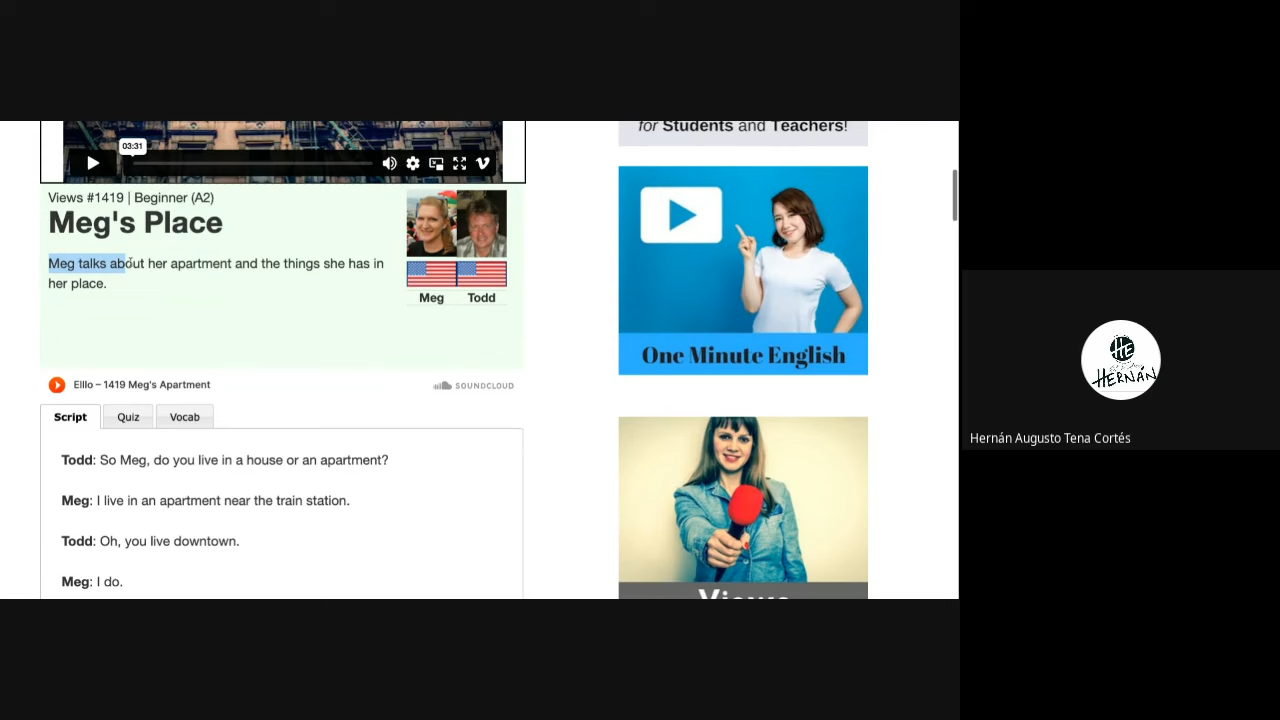 for Students and Teachers!
03:31
Views #1419 | Beginner (A2)
Meg's Place
Meg talks about her apartment and the things she has in
her place.
Meg Todd
Elllo – 1419 Meg's Apartment
SOUNDCLOUD
Script Quiz Vocab
Todd: So Meg, do you live in a house or an apartment?
Meg: I live in an apartment near the train station.
Todd: Oh, you live downtown.
Meg: I do.
One Minute English
Views
HE
HERNÁN
Hernán Augusto Tena Cortés